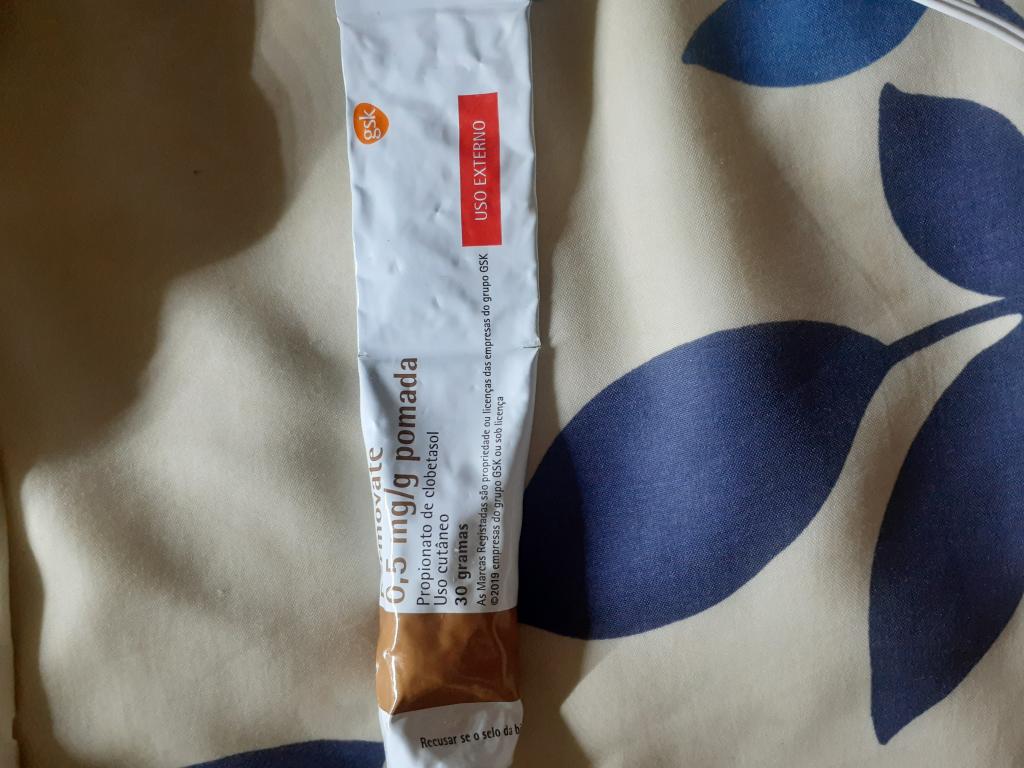 0,5 mg/g pomada
Propionato de clobetasol
Uso cutâneo
30 gramas
As Marcas Registadas são propriedade ou licenças das empresas do grupo GSK
©2019 empresas do grupo GSK ou sob licença
USO EXTERNO
gsk
Recusar se o selo da